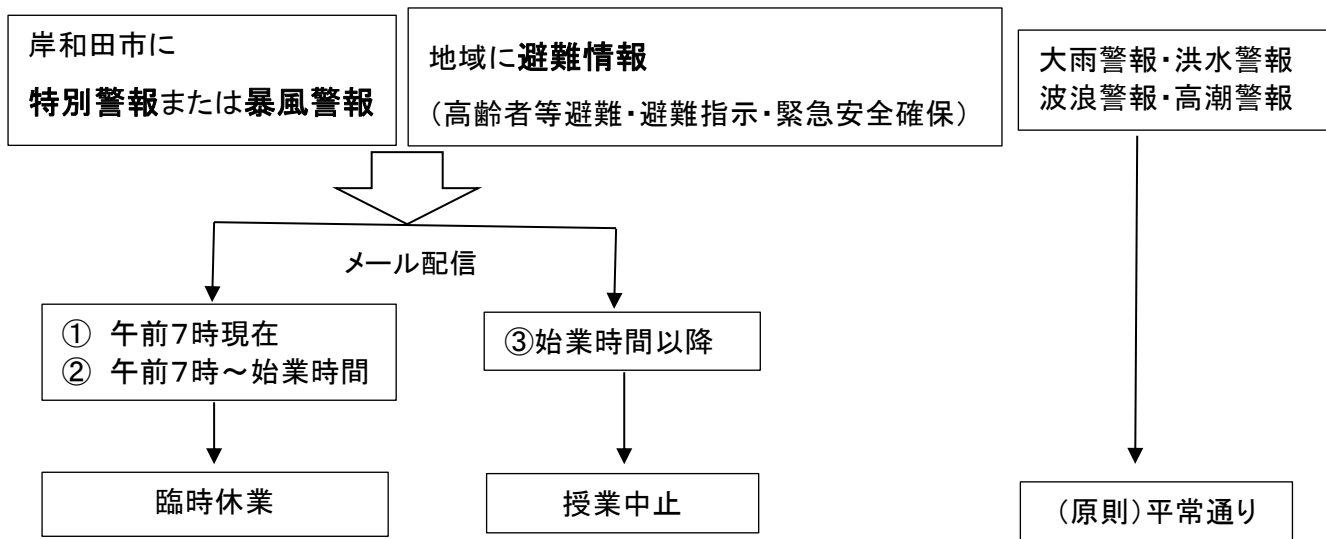 岸和田市に
特別警報または暴風警報
地域に避難情報
（高齢者等避難・避難指示・緊急安全確保）
大雨警報・洪水警報
波浪警報・高潮警報
メール配信
① 午前７時現在
② 午前７時～始業時間
③始業時間以降
臨時休業
授業中止
（原則）平常通り